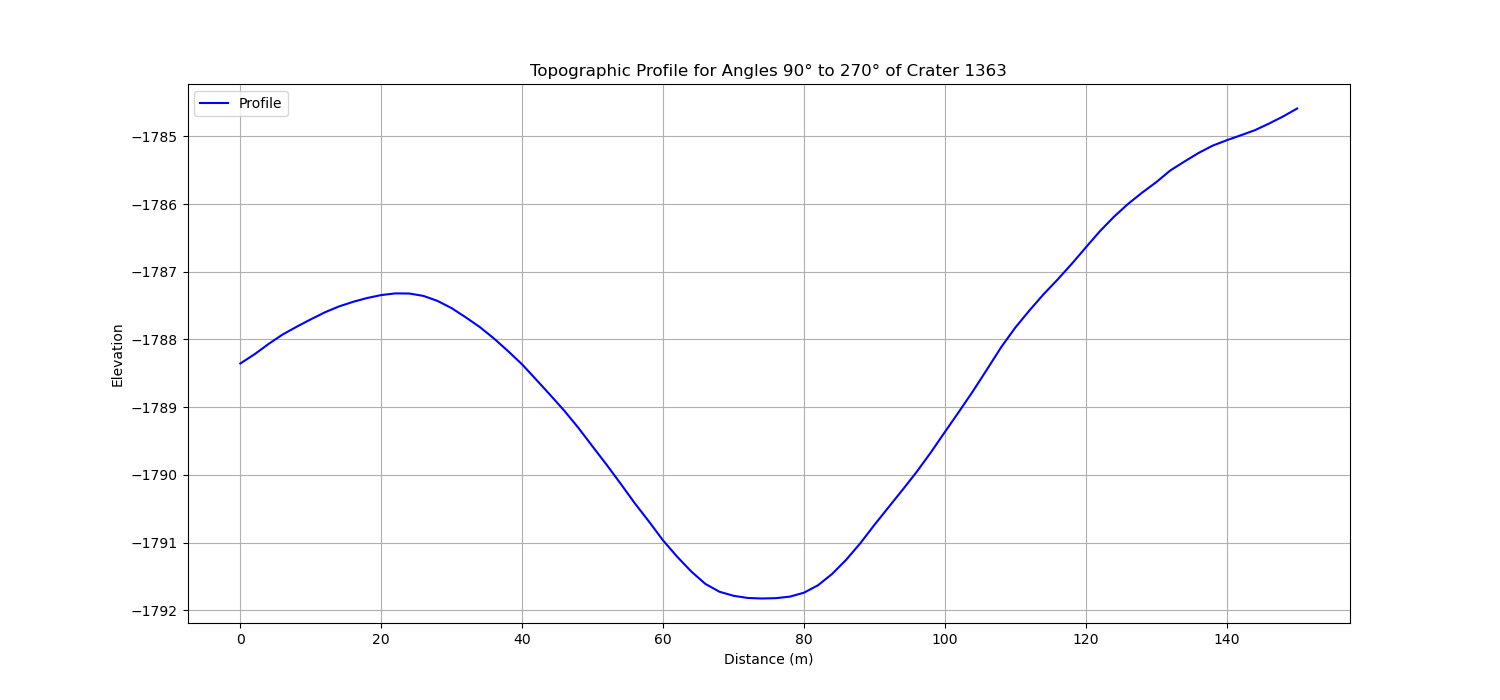 Topographic Profile for Angles 90° to 270° of Crater 1363
Profile
−1785
−1786
−1787
−1788
−1789
−1790
−1791
−1792
Elevation
0 20 40 60 80 100 120 140
Distance (m)